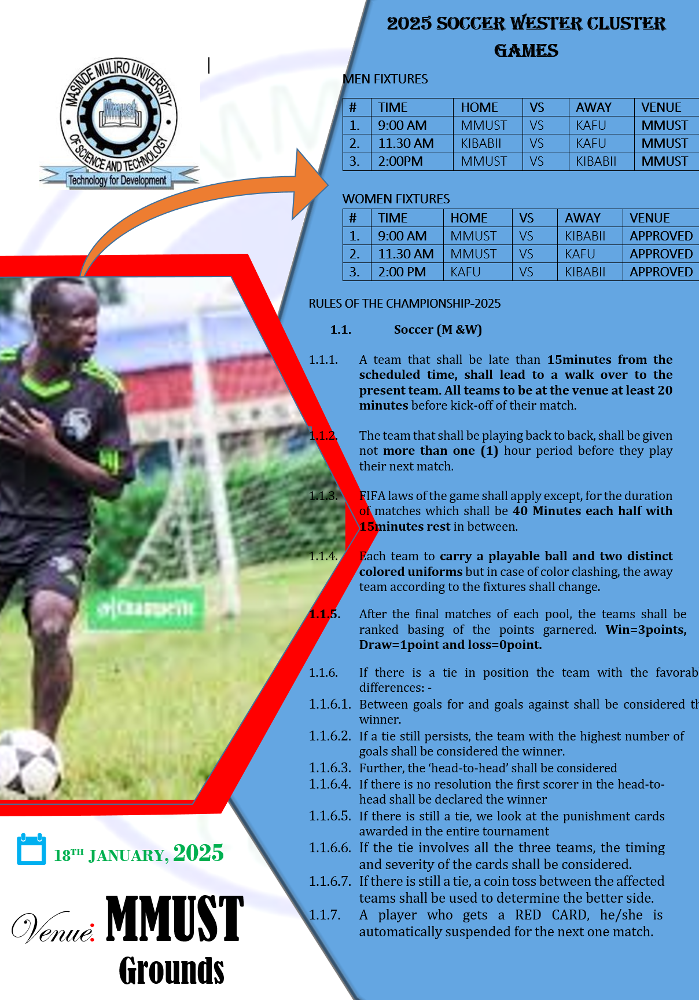 2025 SOCCER WESTER CLUSTER
GAMES
MASINDE MULIRO UNIVERSITY
OF SCIENCE AND TECHNOLOGY
Mmust
Technology for Development
MEN FIXTURES
# TIME HOME VS AWAY VENUE
1. 9:00 AM MMUST VS KAFU MMUST
2. 11.30 AM KIBABII VS KAFU MMUST
3. 2:00PM MMUST VS KIBABII MMUST
WOMEN FIXTURES
# TIME HOME VS AWAY VENUE
1. 9:00 AM MMUST VS KIBABII APPROVED
2. 11.30 AM MMUST VS KAFU APPROVED
3. 2:00 PM KAFU VS KIBABII APPROVED
RULES OF THE CHAMPIONSHIP-2025
1.1. Soccer (M &W)
1.1.1. A team that shall be late than 15minutes from the
scheduled time, shall lead to a walk over to the
present team. All teams to be at the venue at least 20
minutes before kick-off of their match.
1.1.2. The team that shall be playing back to back, shall be given
not more than one (1) hour period before they play
their next match.
1.1.3. FIFA laws of the game shall apply except, for the duration
of matches which shall be 40 Minutes each half with
15minutes rest in between.
1.1.4. Each team to carry a playable ball and two distinct
colored uniforms but in case of color clashing, the away
team according to the fixtures shall change.
1.1.5. After the final matches of each pool, the teams shall be
ranked basing of the points garnered. Win=3points,
Draw=1point and loss=0point.
1.1.6. If there is a tie in position the team with the favorab
differences: -
1.1.6.1. Between goals for and goals against shall be considered th
winner.
1.1.6.2. If a tie still persists, the team with the highest number of
goals shall be considered the winner.
1.1.6.3. Further, the ‘head-to-head’ shall be considered
1.1.6.4. If there is no resolution the first scorer in the head-to-
head shall be declared the winner
1.1.6.5. If there is still a tie, we look at the punishment cards
awarded in the entire tournament
1.1.6.6. If the tie involves all the three teams, the timing
and severity of the cards shall be considered.
1.1.6.7. If there is still a tie, a coin toss between the affected
teams shall be used to determine the better side.
1.1.7. A player who gets a RED CARD, he/she is
automatically suspended for the next one match.
18TH JANUARY, 2025
Venue: MMUST
Grounds